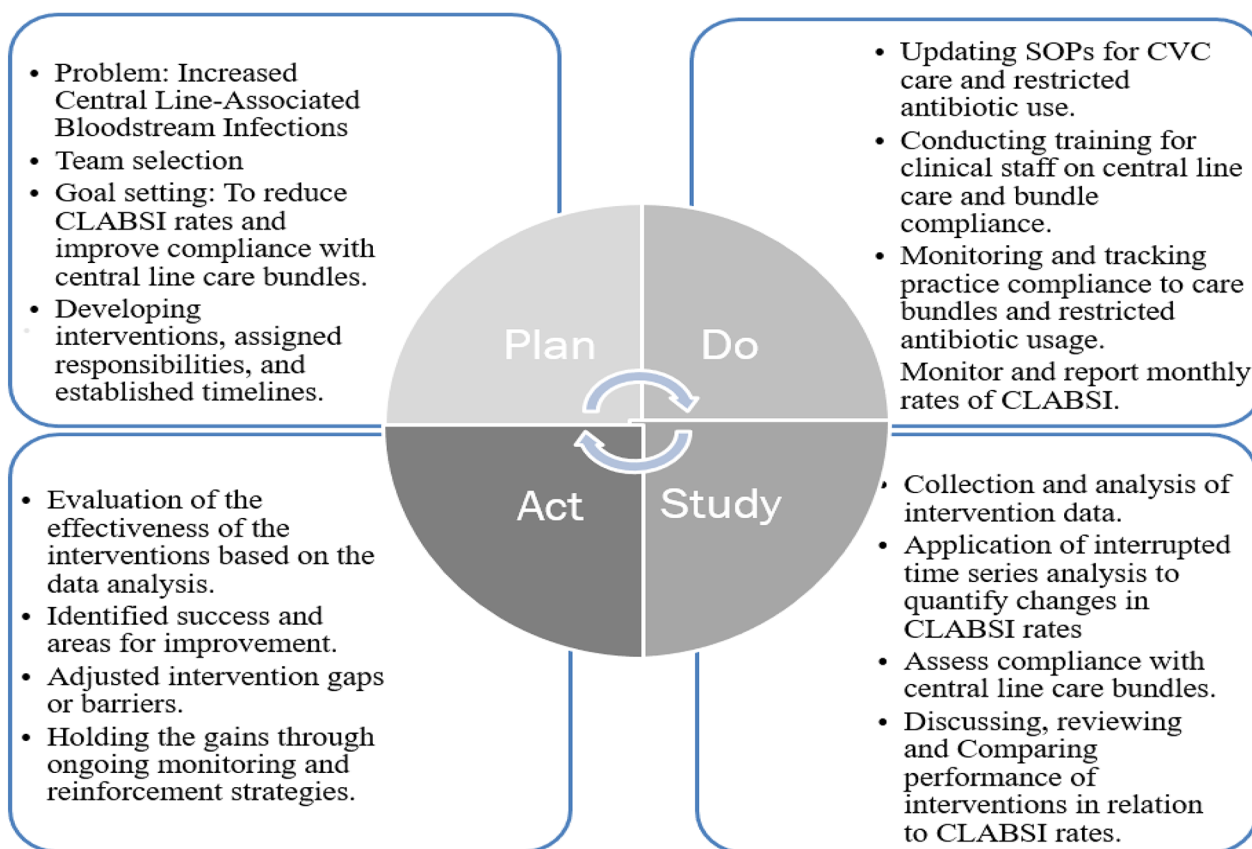 • Problem: Increased
Central Line-Associated
Bloodstream Infections
• Team selection
• Goal setting: To reduce
CLABSI rates and
improve compliance with
central line care bundles.
• Developing
interventions, assigned
responsibilities, and
established timelines.
• Updating SOPs for CVC
care and restricted
antibiotic use.
• Conducting training for
clinical staff on central line
care and bundle
compliance.
• Monitoring and tracking
practice compliance to care
bundles and restricted
antibiotic usage.
Monitor and report monthly
rates of CLABSI.
Plan
Do
Act
Study
• Evaluation of the
effectiveness of the
interventions based on the
data analysis.
• Identified success and
areas for improvement.
• Adjusted intervention gaps
or barriers.
• Holding the gains through
ongoing monitoring and
reinforcement strategies.
• Collection and analysis of
intervention data.
• Application of interrupted
time series analysis to
quantify changes in
CLABSI rates
• Assess compliance with
central line care bundles.
• Discussing, reviewing
and Comparing
performance of
interventions in relation
to CLABSI rates.